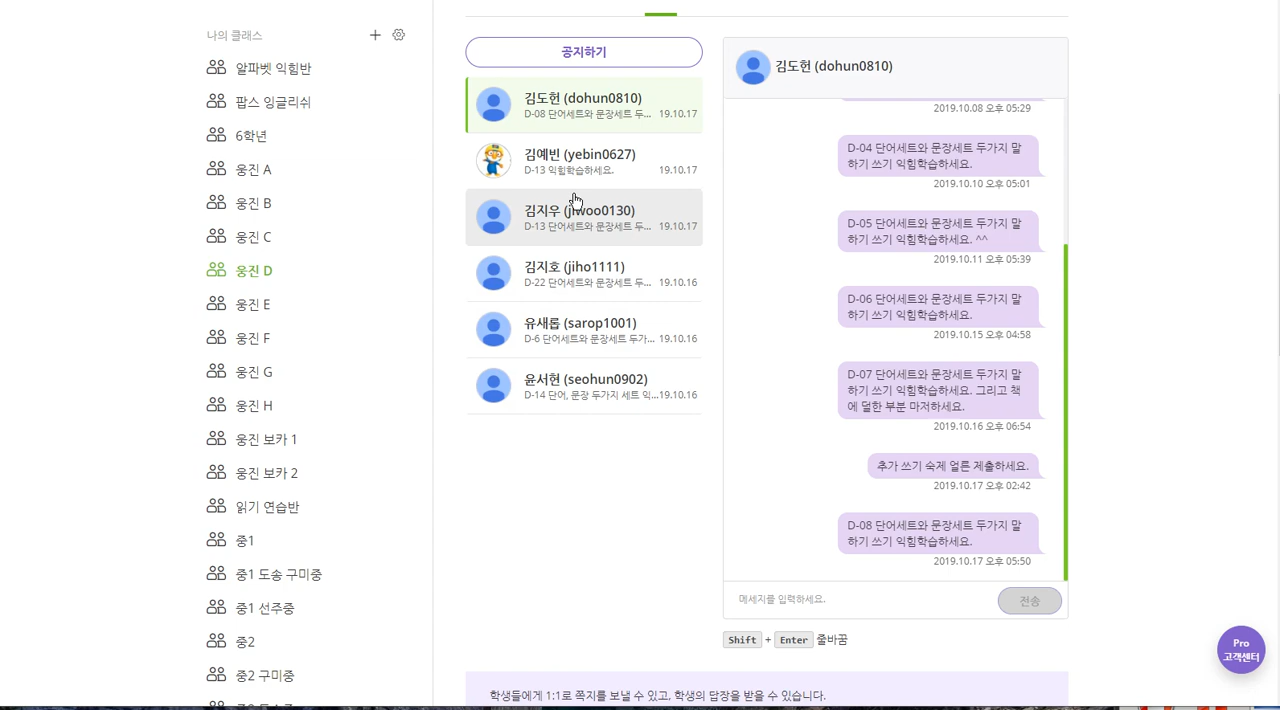 나의 클래스
알파벳 익힘반
팝스 잉글리쉬
6학년
웅진 A
웅진 B
웅진 C
웅진 D
웅진 E
웅진 F
웅진 G
웅진 H
웅진 보카 1
웅진 보카 2
읽기 연습반
중1
중1 도송 구미중
중1 선주중
중2
중2 구미중
공지하기
김도헌 (dohun0810)
D-08 단어세트와 문장세트 두... 19.10.17
김예빈 (yebin0627)
D-13 익힘학습하세요. 19.10.17
김지우 (jiwoo0130)
D-13 단어세트와 문장세트 두... 19.10.17
김지호 (jiho1111)
D-22 단어세트와 문장세트 두... 19.10.16
유새롭 (sarop1001)
D-6 단어세트와 문장세트 두가... 19.10.16
윤서현 (seohun0902)
D-14 단어, 문장 두가지 세트 익...19.10.16
김도헌 (dohun0810)
2019.10.08 오후 05:29
D-04 단어세트와 문장세트 두가지 말
하기 쓰기 익힘학습하세요.
2019.10.10 오후 05:01
D-05 단어세트와 문장세트 두가지 말
하기 쓰기 익힘학습하세요. ^^
2019.10.11 오후 05:39
D-06 단어세트와 문장세트 두가지 말
하기 쓰기 익힘학습하세요.
2019.10.15 오후 04:58
D-07 단어세트와 문장세트 두가지 말
하기 쓰기 익힘학습하세요. 그리고 책
에 덜한 부분 마저하세요.
2019.10.16 오후 06:54
추가 쓰기 숙제 얼른 제출하세요.
2019.10.17 오후 02:42
D-08 단어세트와 문장세트 두가지 말
하기 쓰기 익힘학습하세요.
2019.10.17 오후 05:50
메세지를 입력하세요.
전송
Shift + Enter 줄바꿈
Pro
고객센터
학생들에게 1:1로 쪽지를 보낼 수 있고, 학생의 답장을 받을 수 있습니다.